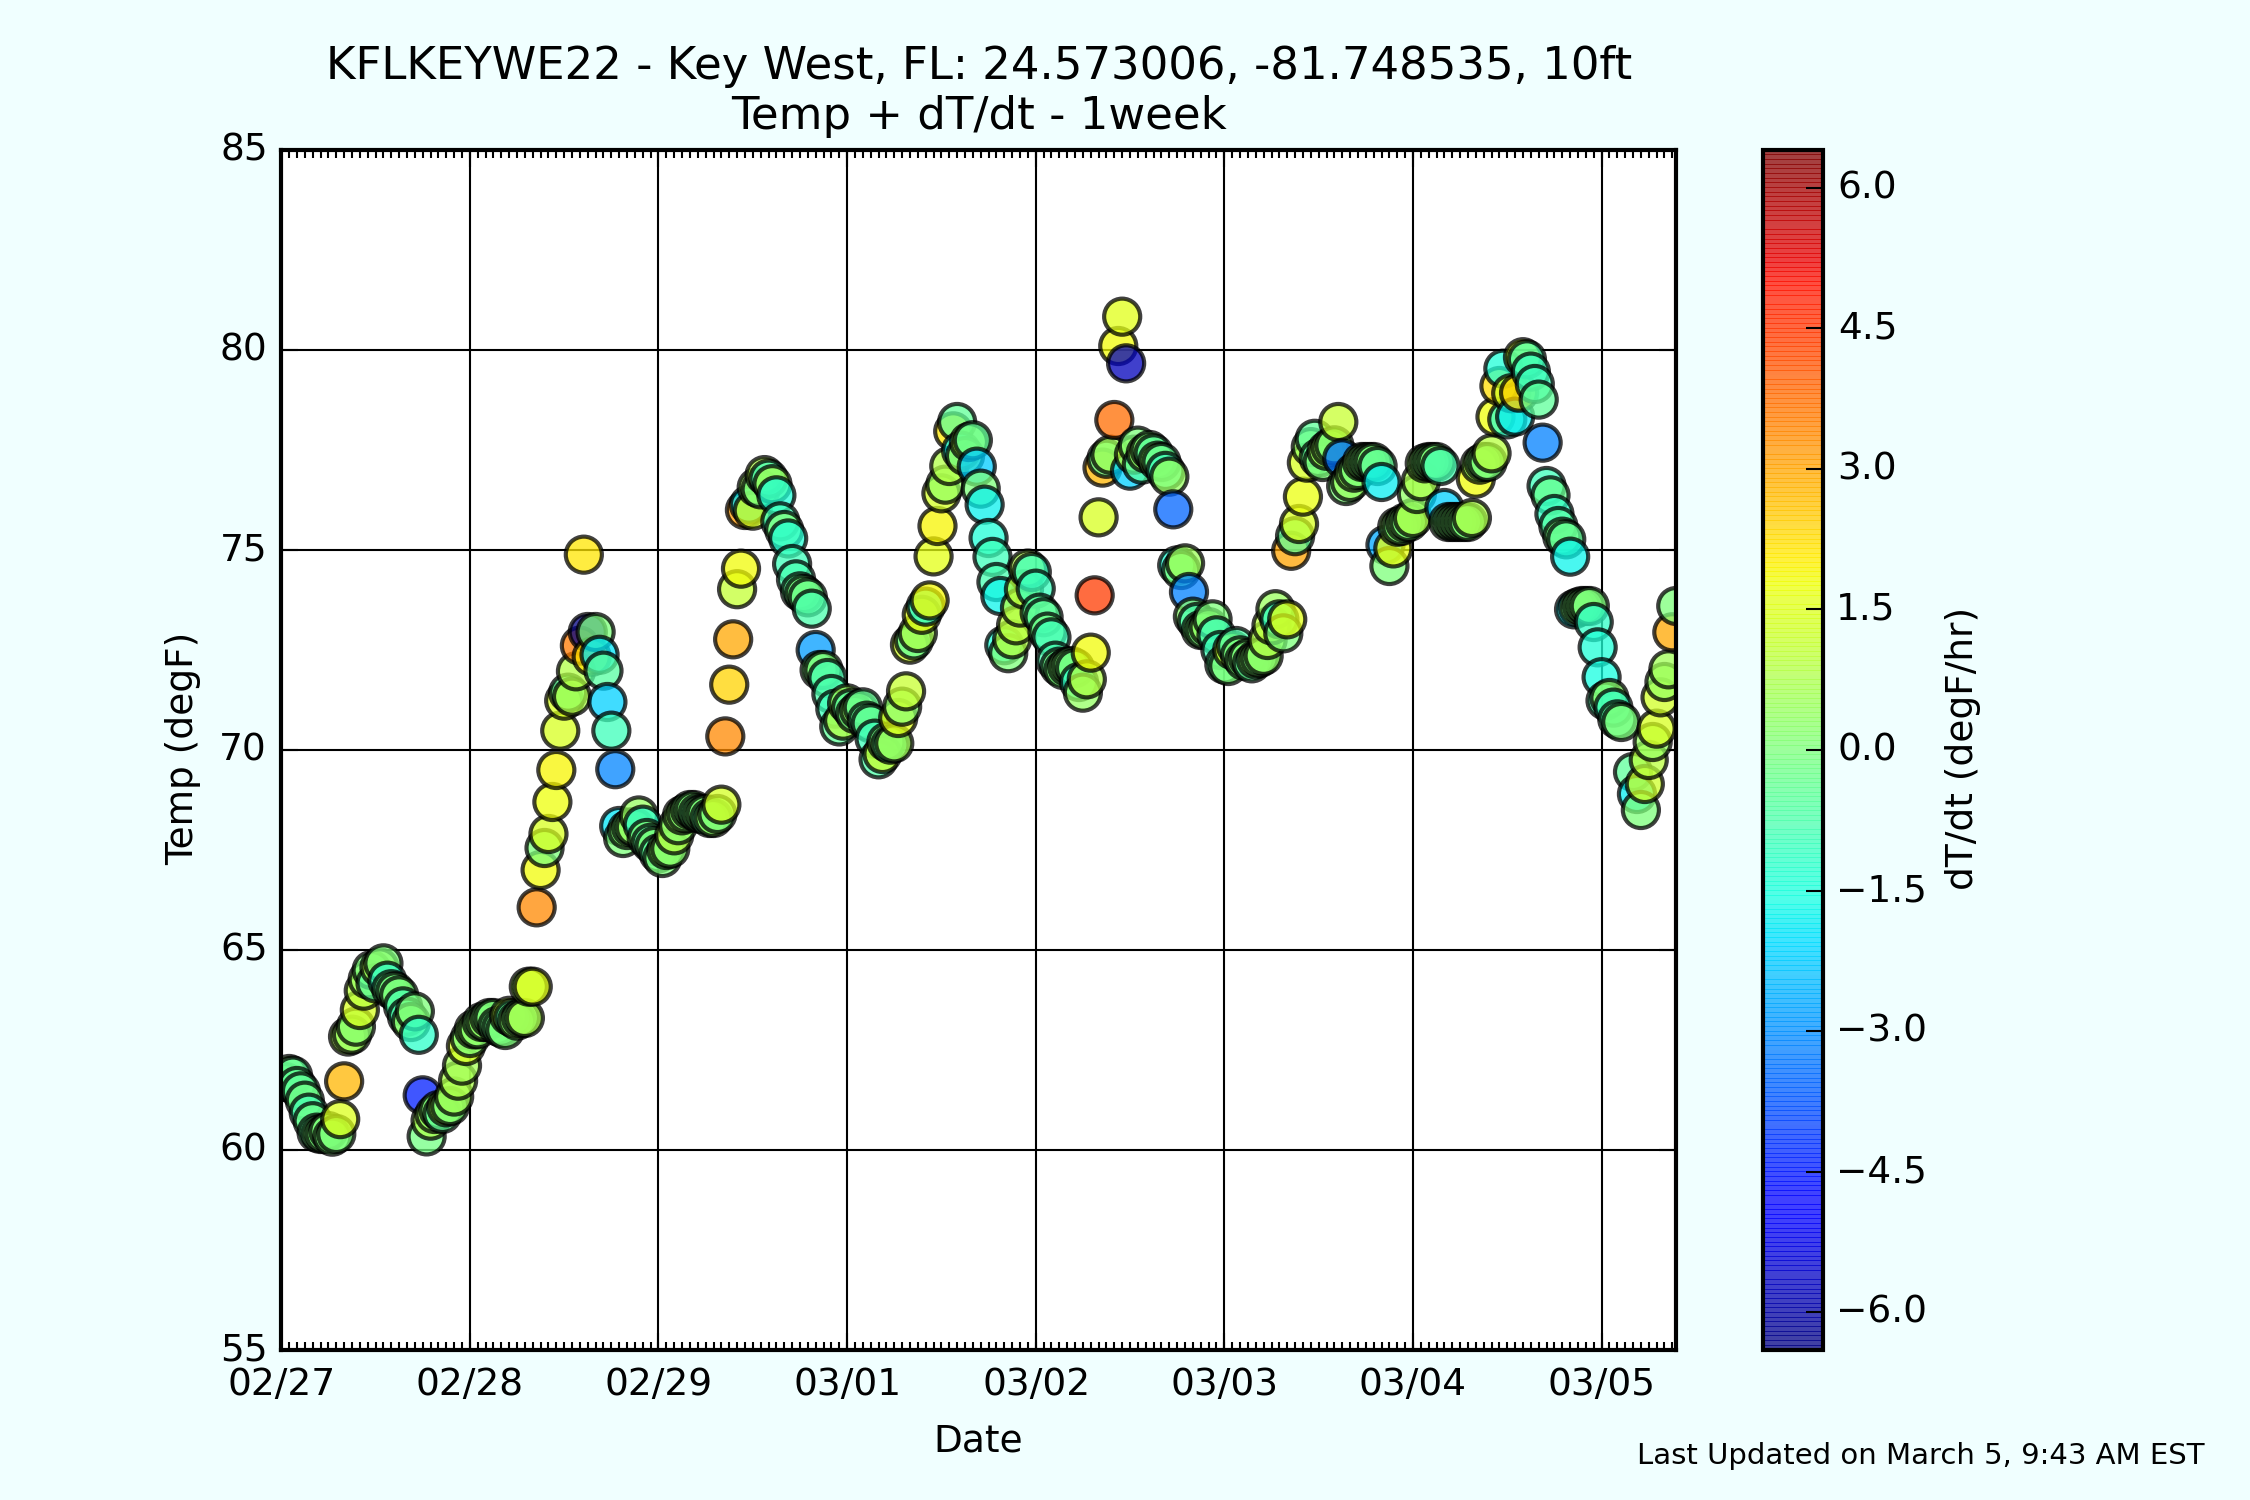 KFLKEYWE22 - Key West, FL: 24.573006, -81.748535, 10ft
Temp + dT/dt - 1week
85
80
75
70
65
60
55
Temp (degF)
02/27 02/28 02/29 03/01 03/02 03/03 03/04 03/05
Date
6.0
4.5
3.0
1.5
0.0
−1.5
−3.0
−4.5
−6.0
dT/dt (degF/hr)
Last Updated on March 5, 9:43 AM EST